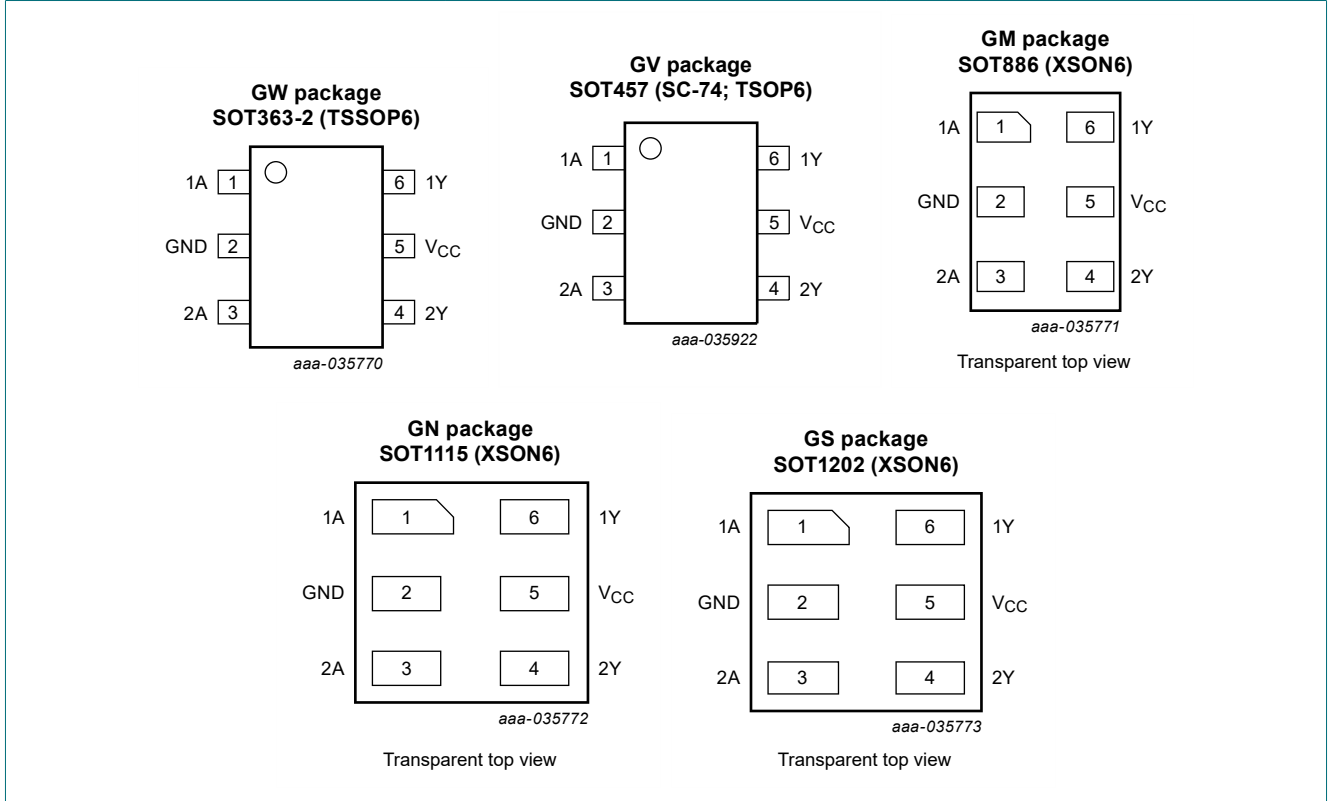 GW package
SOT363-2 (TSSOP6)
1A 1 6 1Y
GND 2 5 VCC
2A 3 4 2Y
aaa-035770
GV package
SOT457 (SC-74; TSOP6)
1A 1 6 1Y
GND 2 5 VCC
2A 3 4 2Y
aaa-035922
GM package
SOT886 (XSON6)
1A 1 6 1Y
GND 2 5 VCC
2A 3 4 2Y
aaa-035771
Transparent top view
GN package
SOT1115 (XSON6)
1A 1 6 1Y
GND 2 5 VCC
2A 3 4 2Y
aaa-035772
Transparent top view
GS package
SOT1202 (XSON6)
1A 1 6 1Y
GND 2 5 VCC
2A 3 4 2Y
aaa-035773
Transparent top view